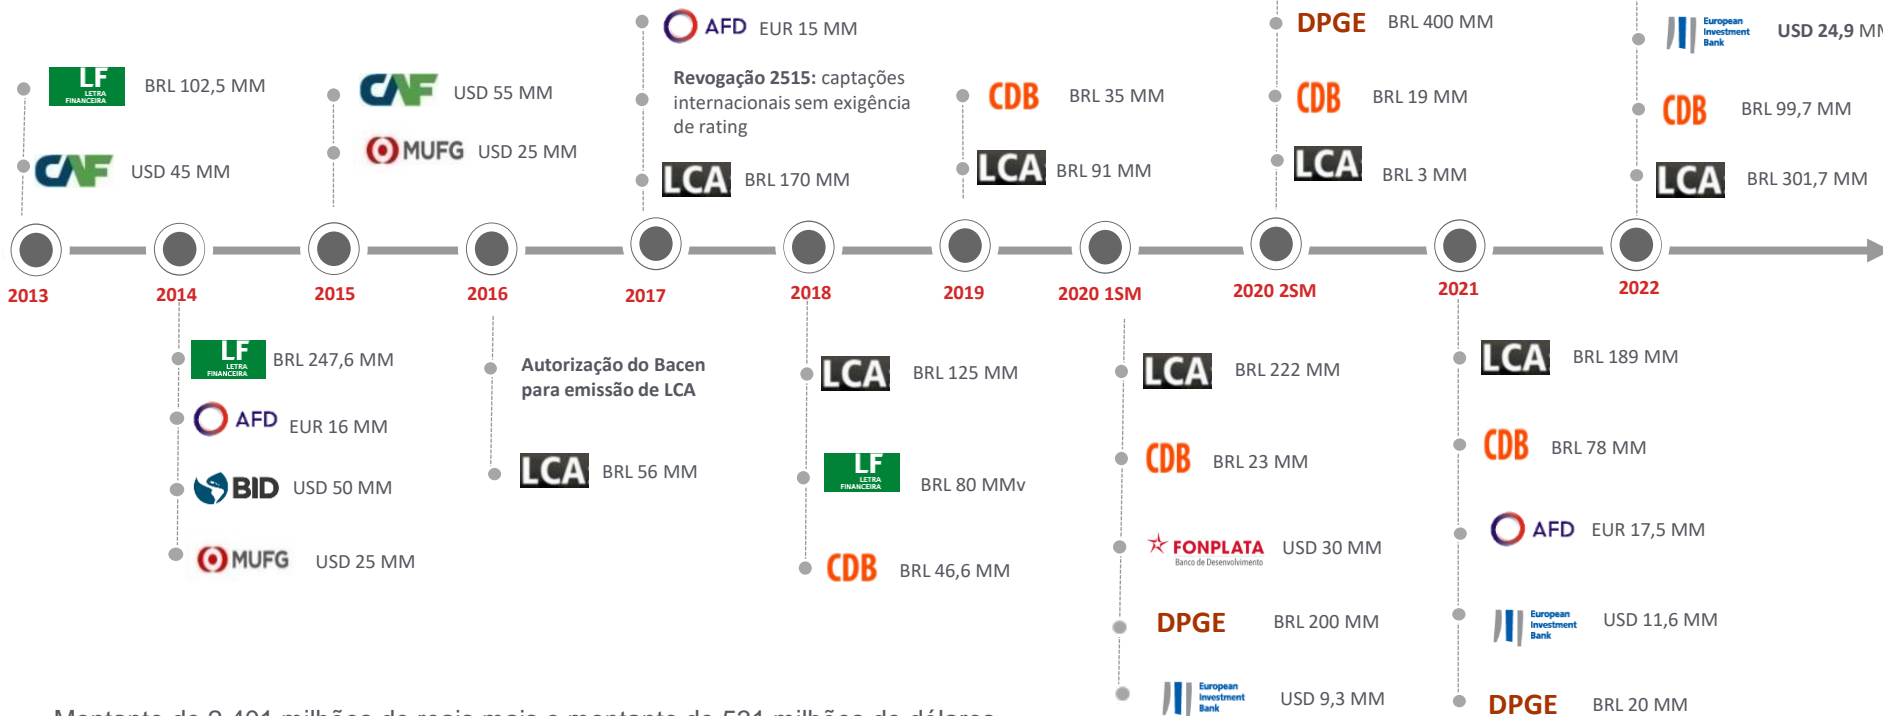 AFD EUR 15 MM
DPGE BRL 400 MM
European
Investment
Bank
USD 24,9 MM
LF
LETRA
FINANCEIRA
BRL 102,5 MM
CAF USD 55 MM
Revogação 2515: captações
internacionais sem exigência
de rating
CDB BRL 35 MM
CDB BRL 19 MM
CDB BRL 99,7 MM
CAF USD 45 MM
MUFG USD 25 MM
LCA BRL 170 MM
LCA BRL 91 MM
LCA BRL 3 MM
LCA BRL 301,7 MM
2013 2014 2015 2016 2017 2018 2019 2020 1SM 2020 2SM 2021 2022
LF
LETRA
FINANCEIRA
BRL 247,6 MM
AFD EUR 16 MM
BID USD 50 MM
MUFG USD 25 MM
Autorização do Bacen
para emissão de LCA
LCA BRL 56 MM
LCA BRL 125 MM
LF
LETRA
FINANCEIRA
BRL 80 MMv
CDB BRL 46,6 MM
LCA BRL 222 MM
CDB BRL 23 MM
FONPLATA
Banco de Desenvolvimento
USD 30 MM
DPGE BRL 200 MM
European
Investment
Bank
USD 9,3 MM
LCA BRL 189 MM
CDB BRL 78 MM
AFD EUR 17,5 MM
European
Investment
Bank
USD 11,6 MM
DPGE BRL 20 MM